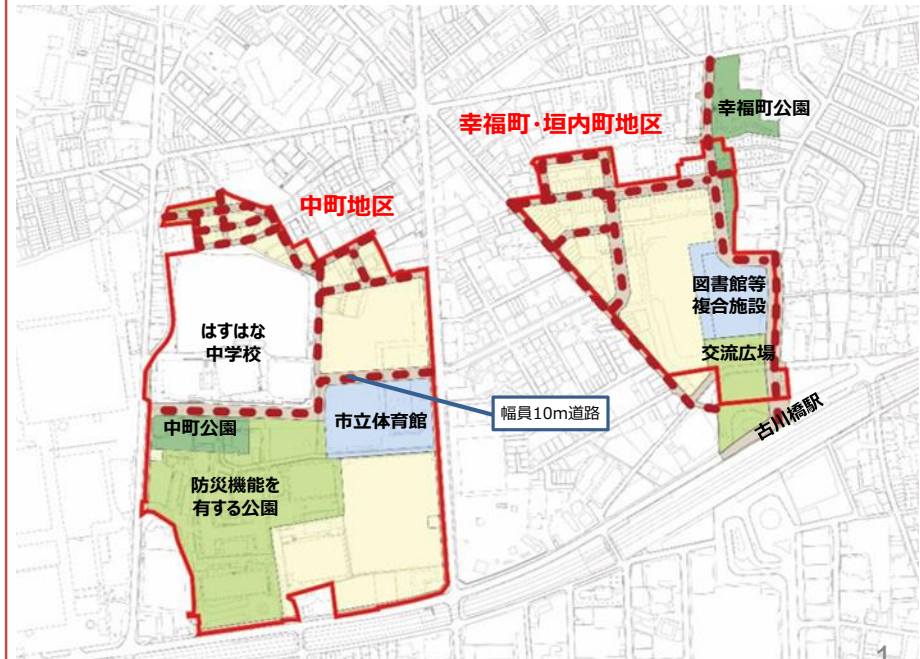 幸福町公園
幸福町・垣内町地区
中町地区
図書館等
複合施設
はすはな
中学校
交流広場
幅員10m道路
古川橋駅
中町公園
市立体育館
防災機能を
有する公園
1